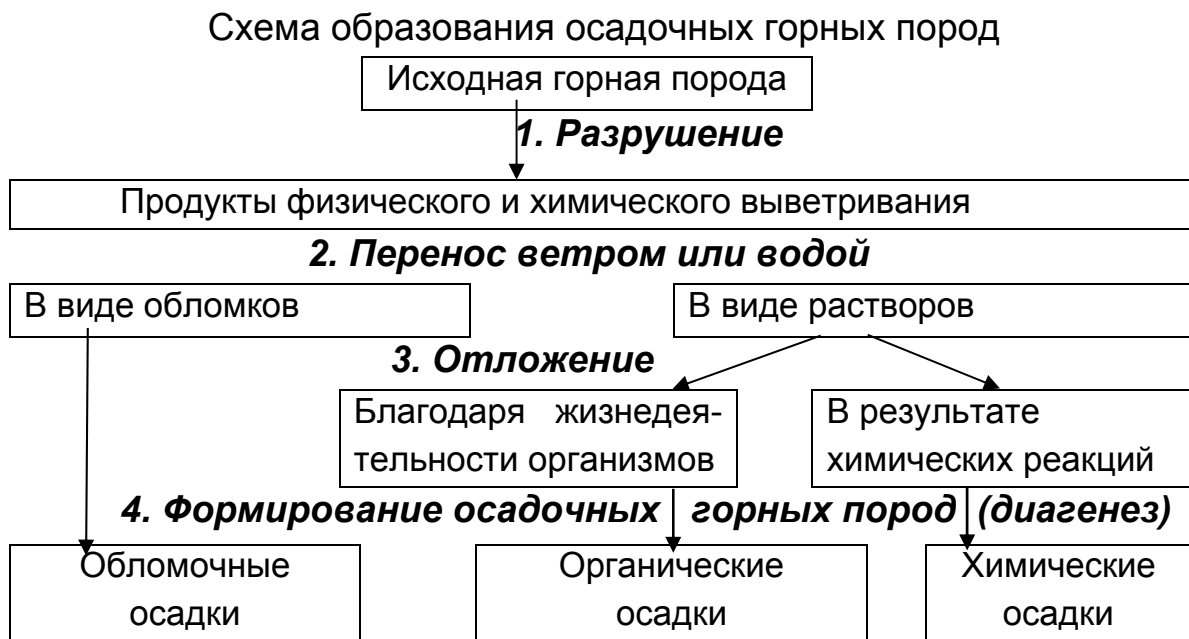 Схема образования осадочных горных пород
Исходная горная порода
1. Разрушение
Продукты физического и химического выветривания
2. Перенос ветром или водой
В виде обломков
В виде растворов
3. Отложение
Благодаря жизнедея-
тельности организмов
В результате
химических реакций
4. Формирование осадочных горных пород (диагенез)
Обломочные
осадки
Органические
осадки
Химические
осадки